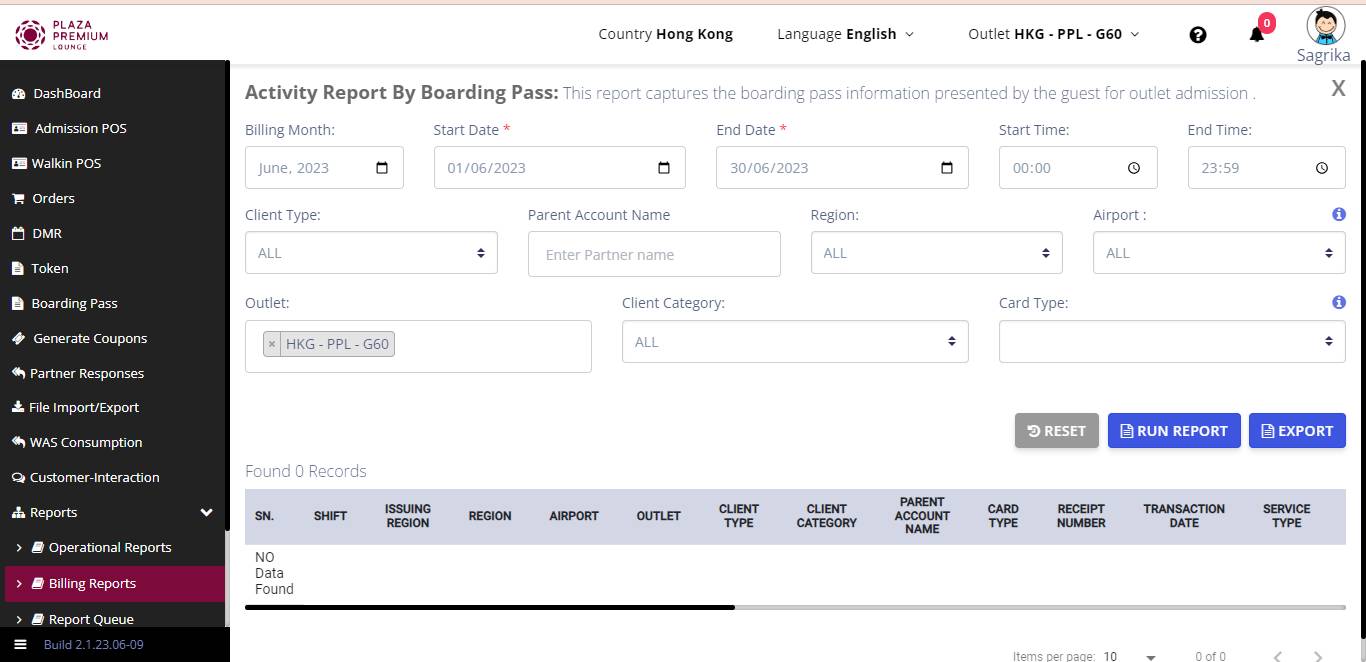 PLAZA
PREMIUM
LOUNGE
Country Hong Kong
Language English
Outlet HKG - PPL - G60
0
Sagrika
DashBoard
Admission POS
Walkin POS
Orders
DMR
Token
Boarding Pass
Generate Coupons
Partner Responses
File Import/Export
WAS Consumption
Customer-Interaction
Reports
Operational Reports
Billing Reports
Report Queue
Build 2.1.23.06-09
Activity Report By Boarding Pass: This report captures the boarding pass information presented by the guest for outlet admission .
X
Billing Month: Start Date * End Date * Start Time: End Time:
June, 2023 01/06/2023 30/06/2023 00:00 23:59
Client Type: Parent Account Name Region: Airport :
ALL Enter Partner name ALL ALL
Outlet: Client Category: Card Type:
× HKG - PPL - G60 ALL
RESET RUN REPORT EXPORT
Found 0 Records
SN. SHIFT ISSUING REGION REGION AIRPORT OUTLET CLIENT TYPE CLIENT CATEGORY PARENT ACCOUNT NAME CARD TYPE RECEIPT NUMBER TRANSACTION DATE SERVICE TYPE
NO
Data
Found
Items per page: 10 0 of 0